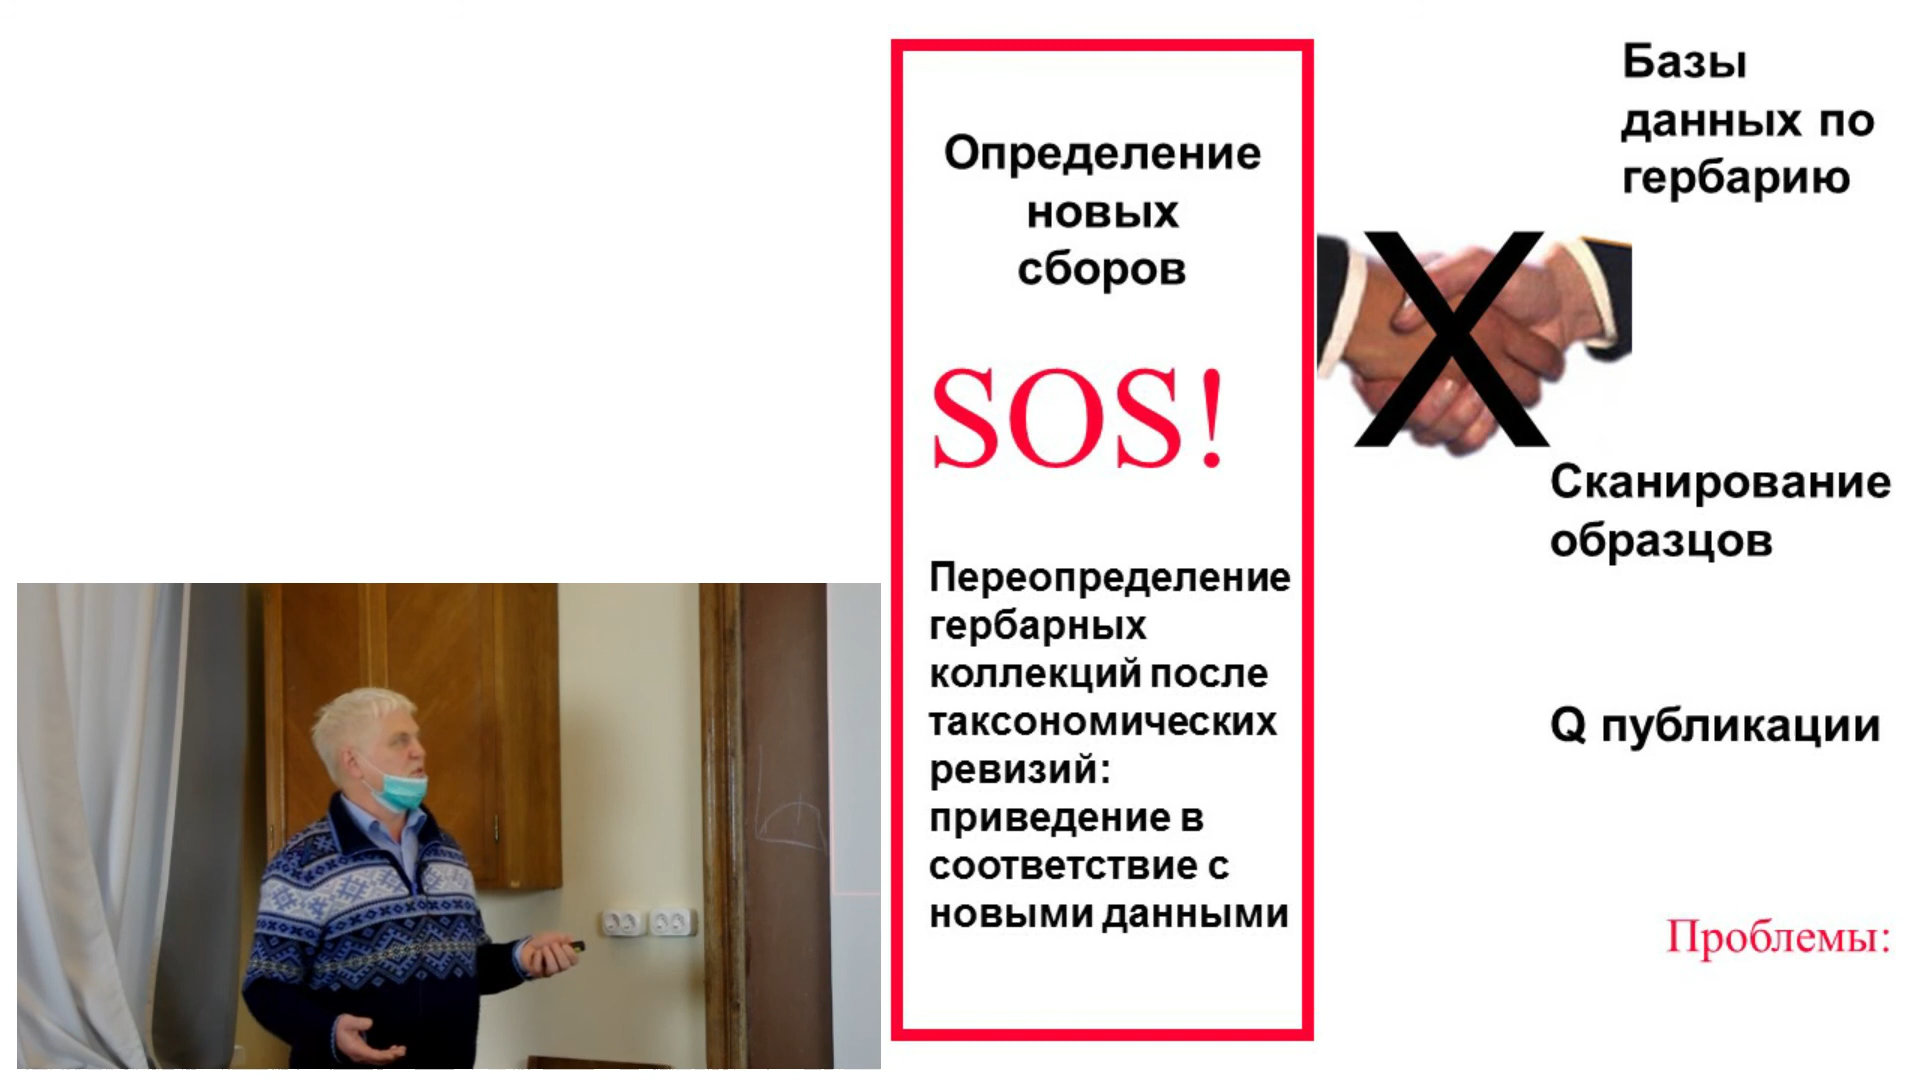 Определение
новых
сборов
SOS!
Переопределение
гербарных
коллекций после
таксономических
ревизий:
приведение в
соответствие с
новыми данными
Базы
данных по
гербарию
X
Сканирование
образцов
Q публикации
Проблемы: